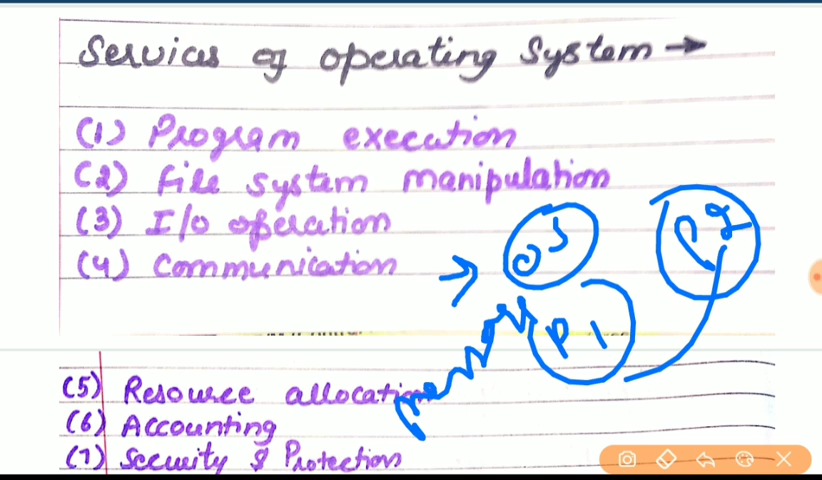 Services of operating System →
(1) Program execution
(2) File system manipulation
(3) I/o operation
(4) Communication → OS
P2
P1
(5) Resource allocation
(6) Accounting
(7) Security & Protection